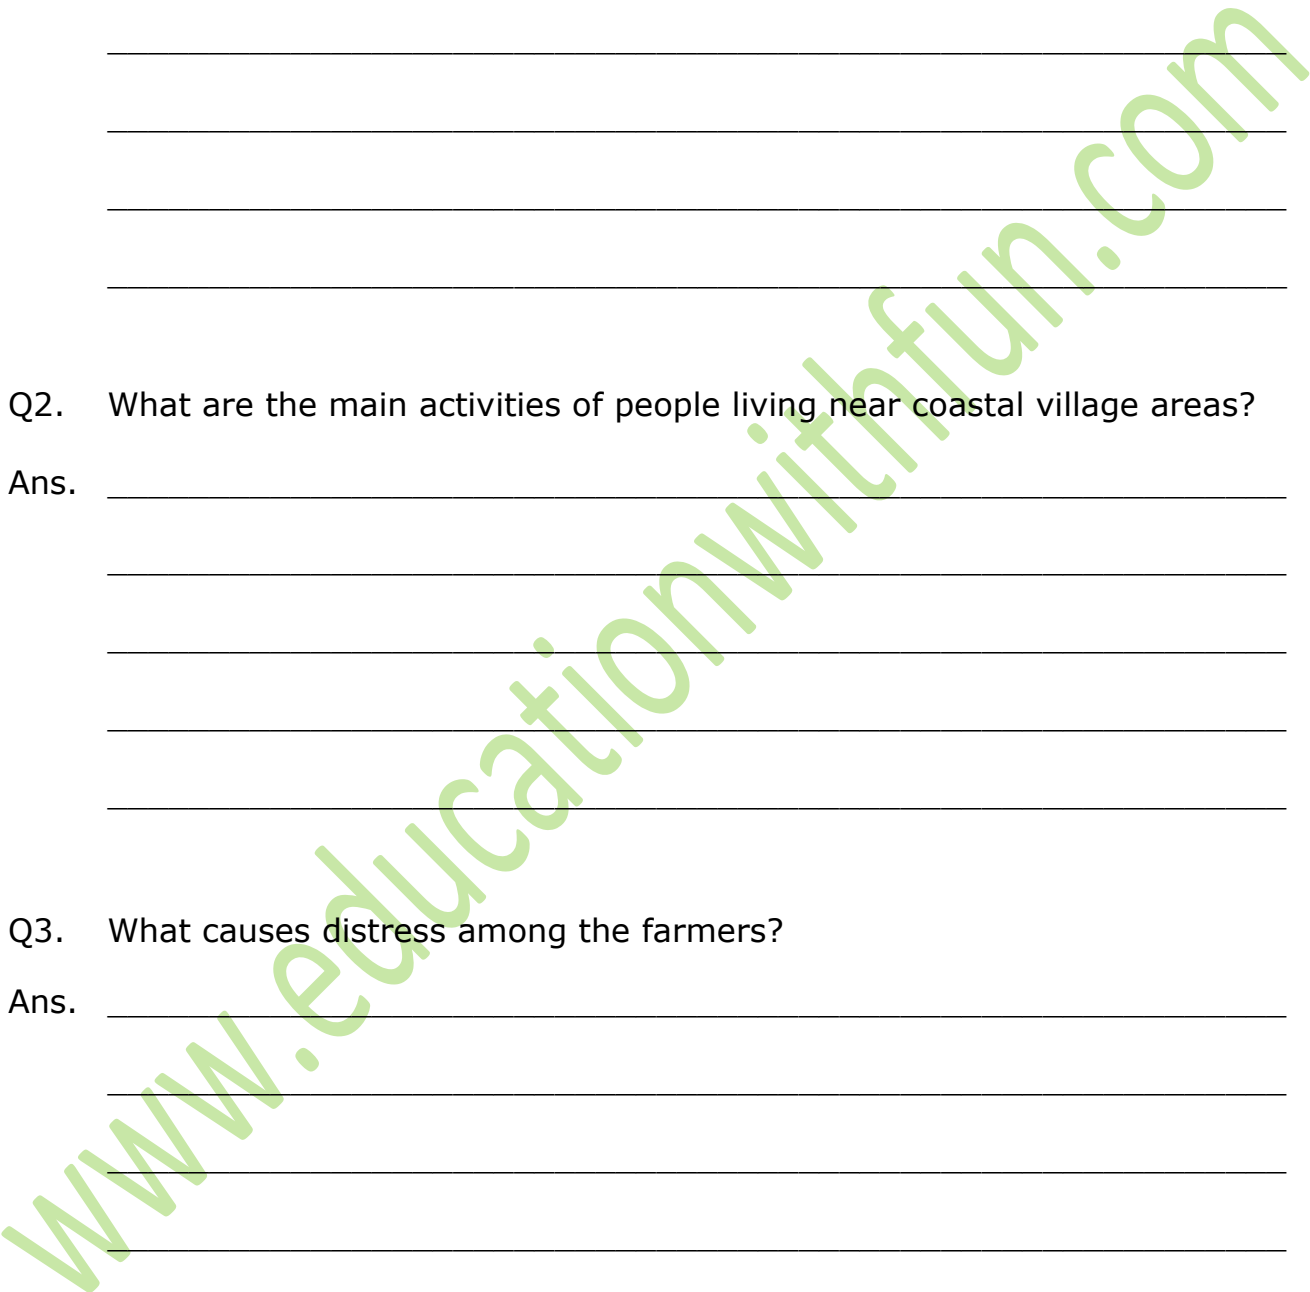 Q2. What are the main activities of people living near coastal village areas?
Ans.
Q3. What causes distress among the farmers?
Ans.
www.educationwithfun.com